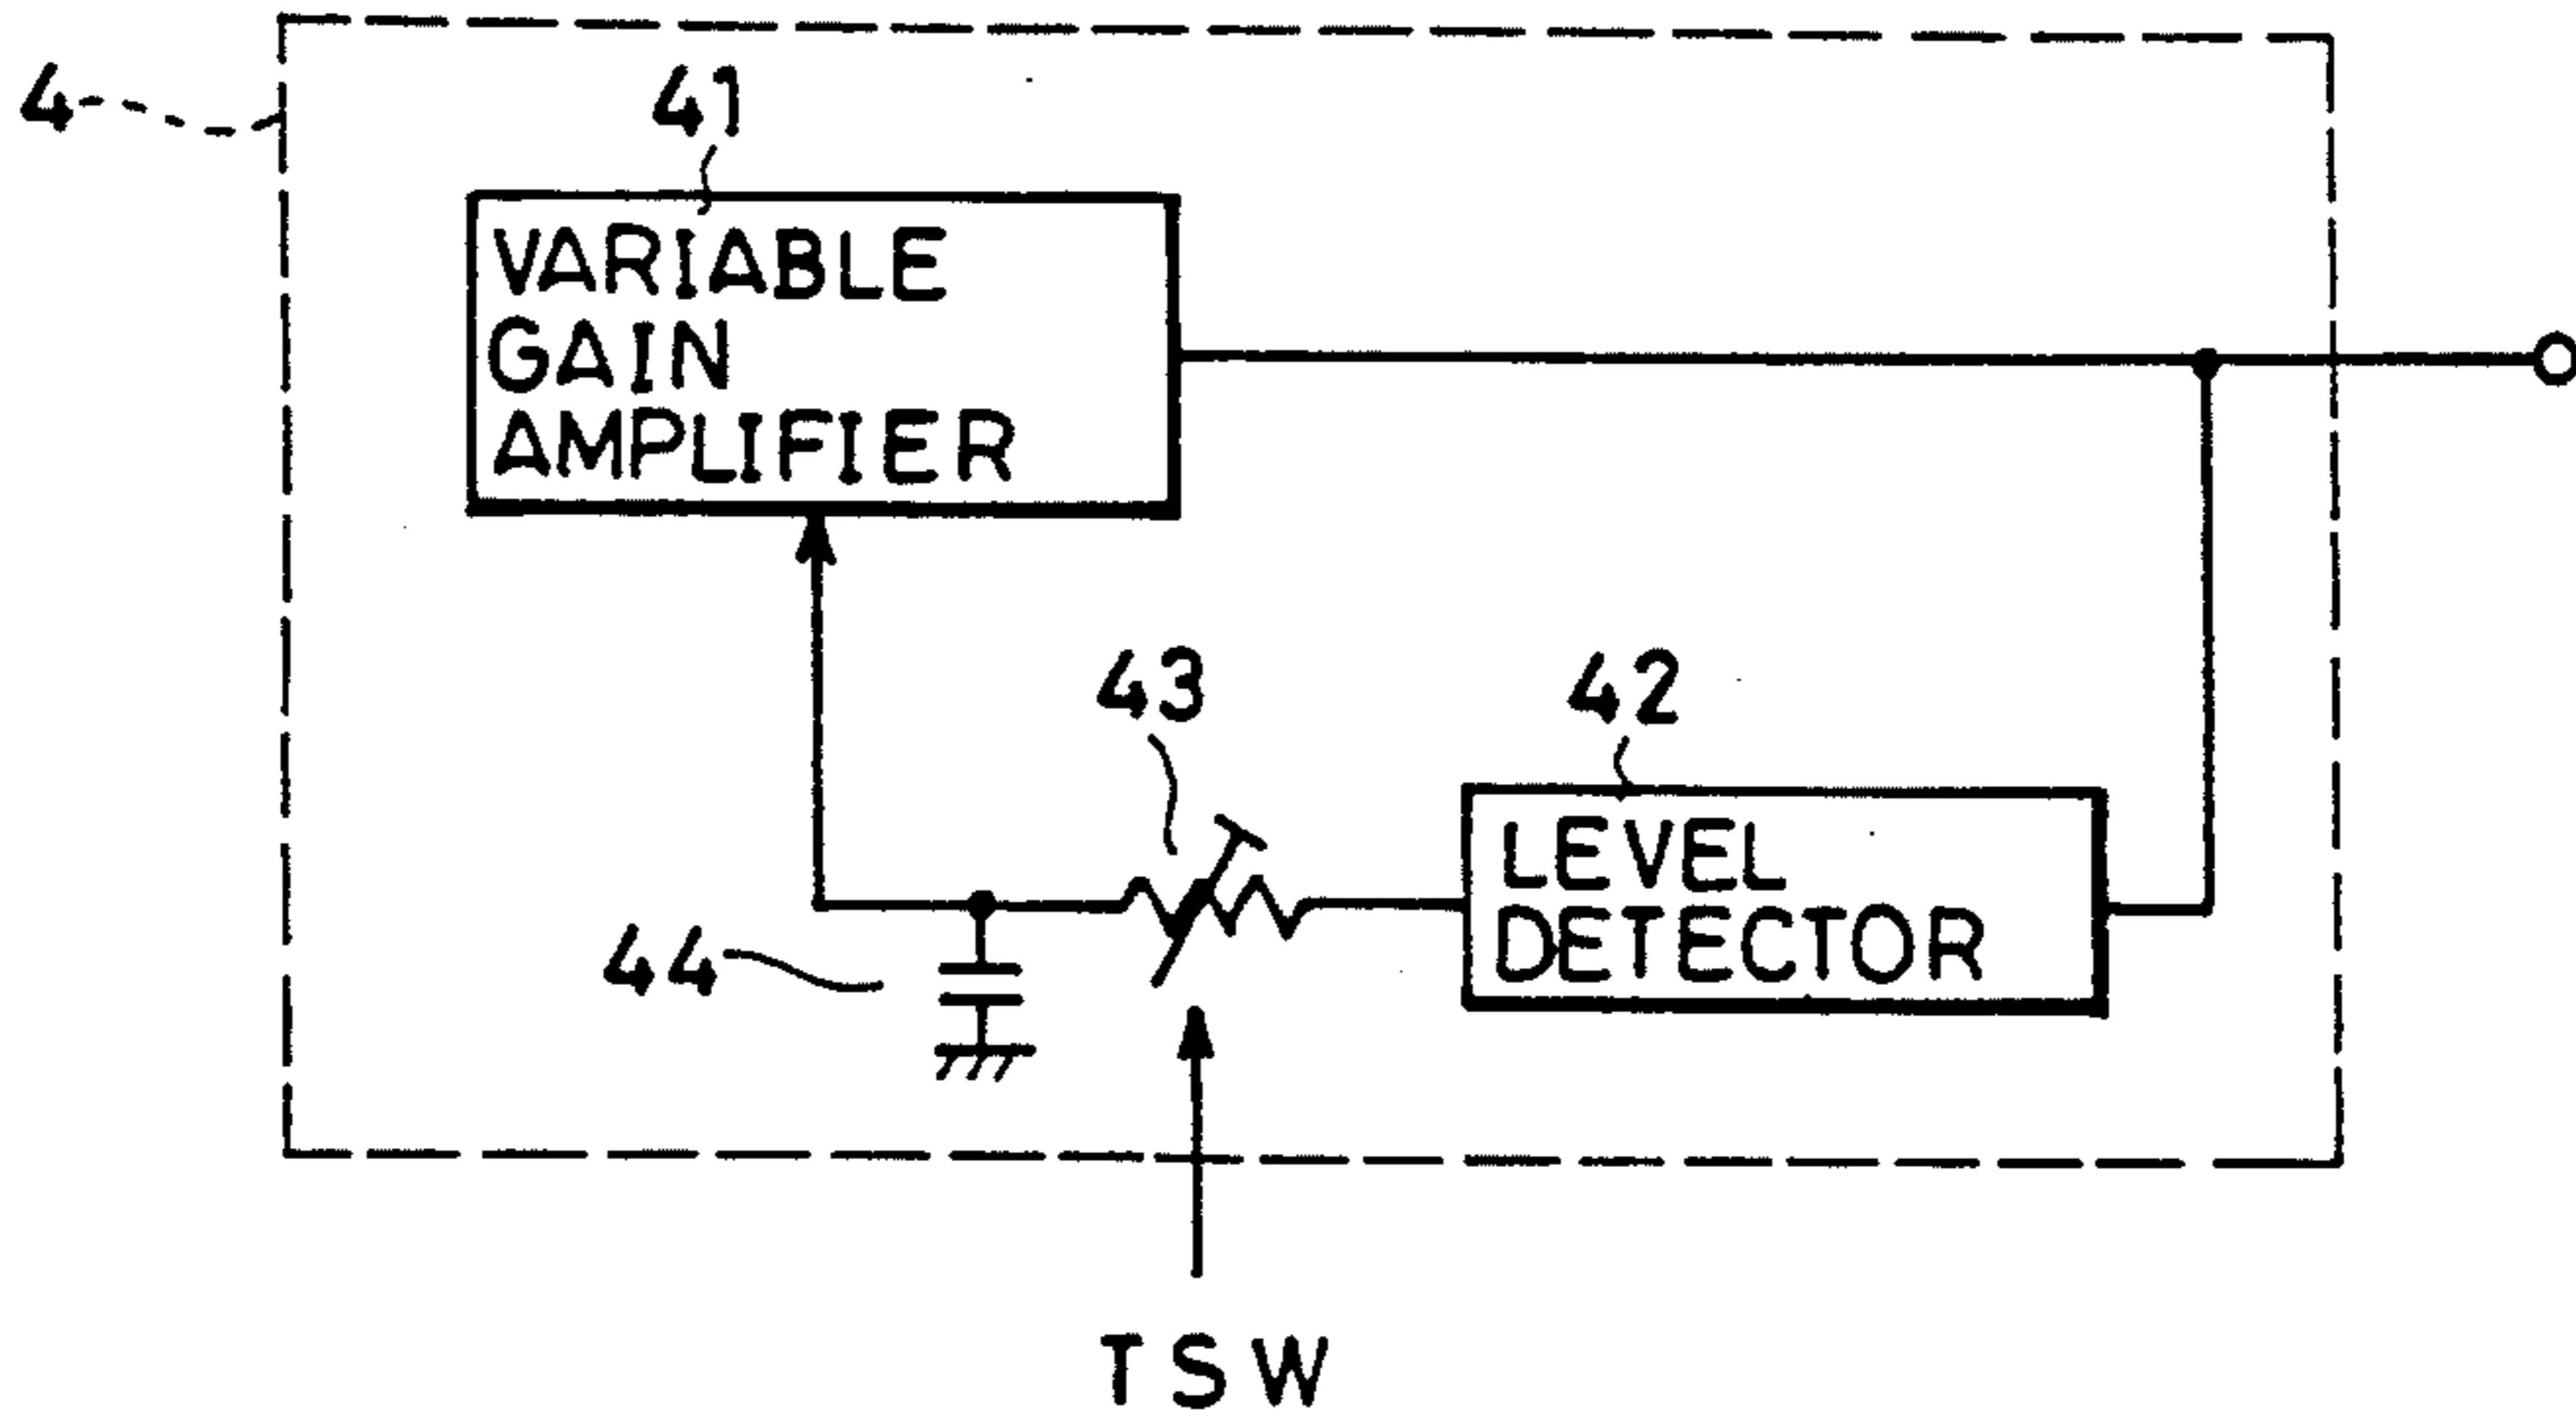 4
41
VARIABLE
GAIN
AMPLIFIER
43
42
LEVEL
DETECTOR
44
TSW